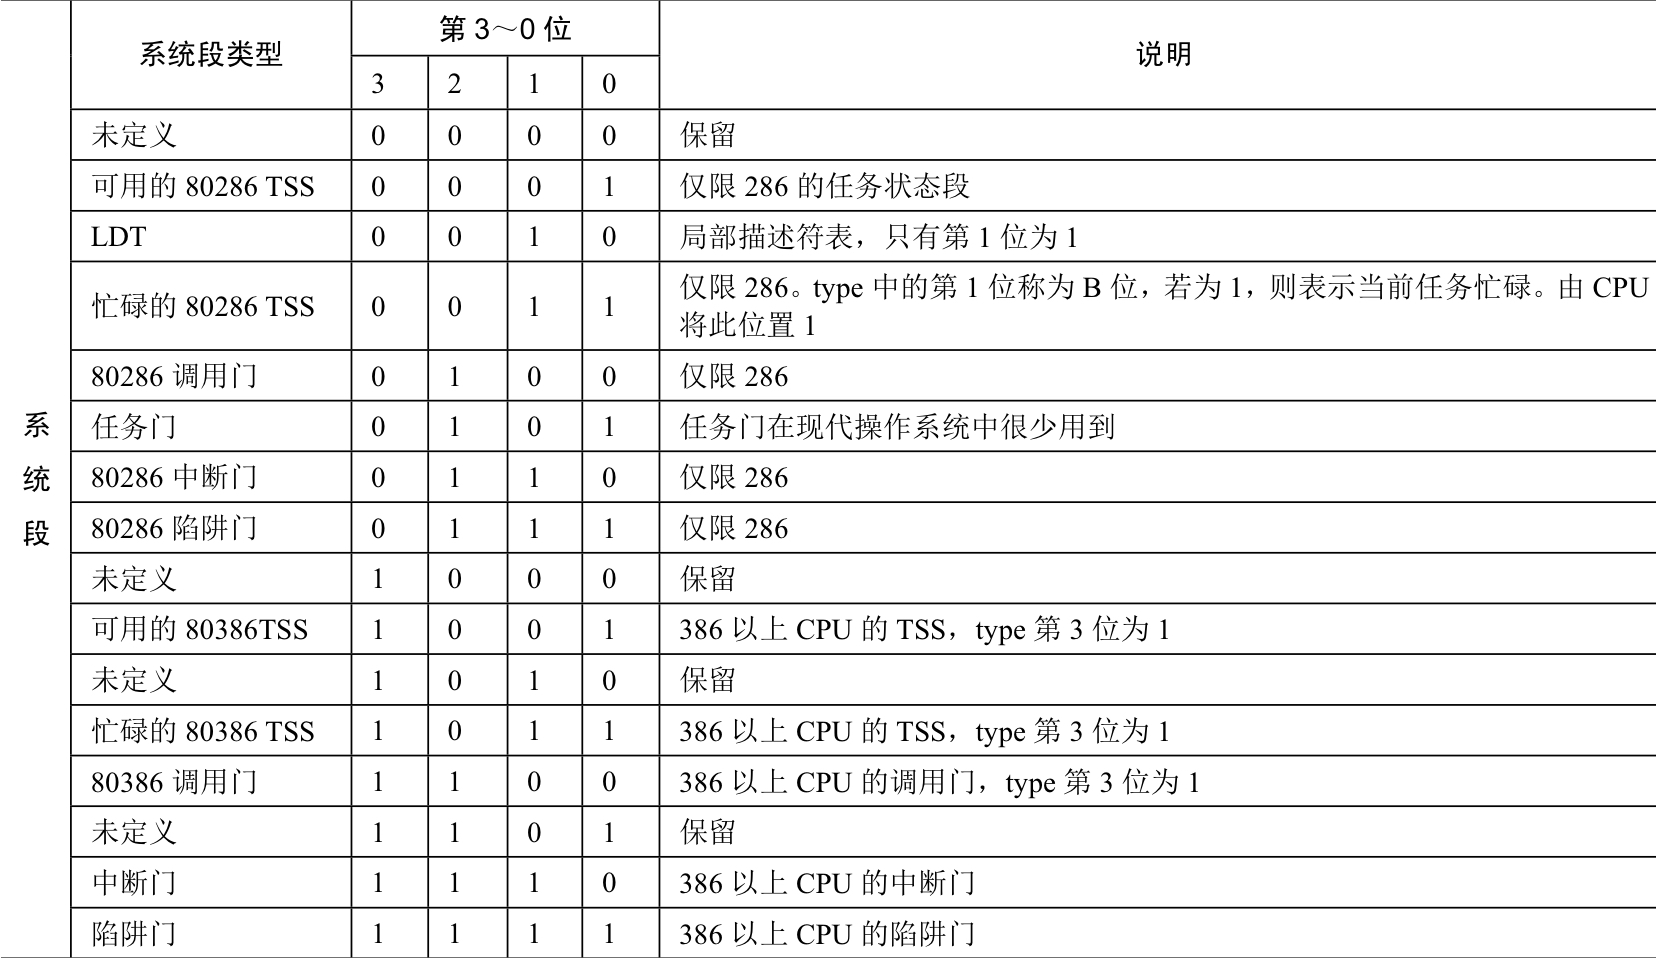 系统段类型 第 3～0 位 说明
3 2 1 0
系统段
未定义 0 0 0 0 保留
可用的 80286 TSS 0 0 0 1 仅限 286 的任务状态段
LDT 0 0 1 0 局部描述符表，只有第 1 位为 1
忙碌的 80286 TSS 0 0 1 1 仅限 286。type 中的第 1 位称为 B 位，若为 1，则表示当前任务忙碌。由 CPU
将此位置 1
80286 调用门 0 1 0 0 仅限 286
任务门 0 1 0 1 任务门在现代操作系统中很少用到
80286 中断门 0 1 1 0 仅限 286
80286 陷阱门 0 1 1 1 仅限 286
未定义 1 0 0 0 保留
可用的 80386TSS 1 0 0 1 386 以上 CPU 的 TSS，type 第 3 位为 1
未定义 1 0 1 0 保留
忙碌的 80386 TSS 1 0 1 1 386 以上 CPU 的 TSS，type 第 3 位为 1
80386 调用门 1 1 0 0 386 以上 CPU 的调用门，type 第 3 位为 1
未定义 1 1 0 1 保留
中断门 1 1 1 0 386 以上 CPU 的中断门
陷阱门 1 1 1 1 386 以上 CPU 的陷阱门